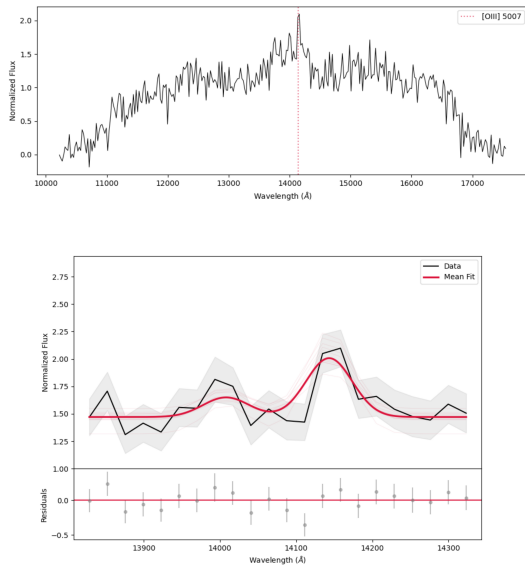 [OIII] 5007
Normalized Flux
2.0
1.5
1.0
0.5
0.0
10000 11000 12000 13000 14000 15000 16000 17000
Wavelength (Å)
Data
Mean Fit
Normalized Flux
2.75
2.50
2.25
2.00
1.75
1.50
1.25
1.00
Residuals
0.0
−0.5
13900 14000 14100 14200 14300
Wavelength (Å)